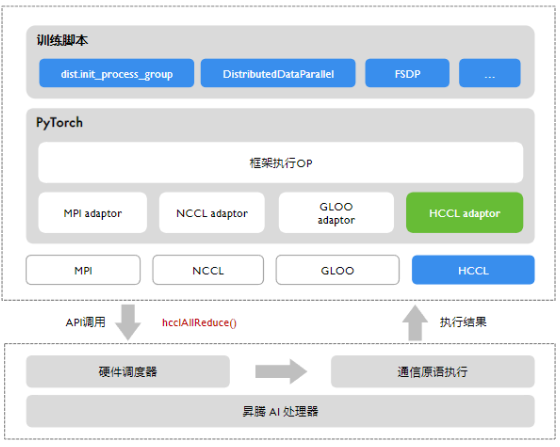 训练脚本
dist.init_process_group
DistributedDataParallel
FSDP
...
PyTorch
框架执行OP
MPI adaptor
NCCL adaptor
GLOO
adaptor
HCCL adaptor
MPI
NCCL
GLOO
HCCL
API调用
hcclAllReduce()
执行结果
硬件调度器
通信原语执行
昇腾 AI 处理器